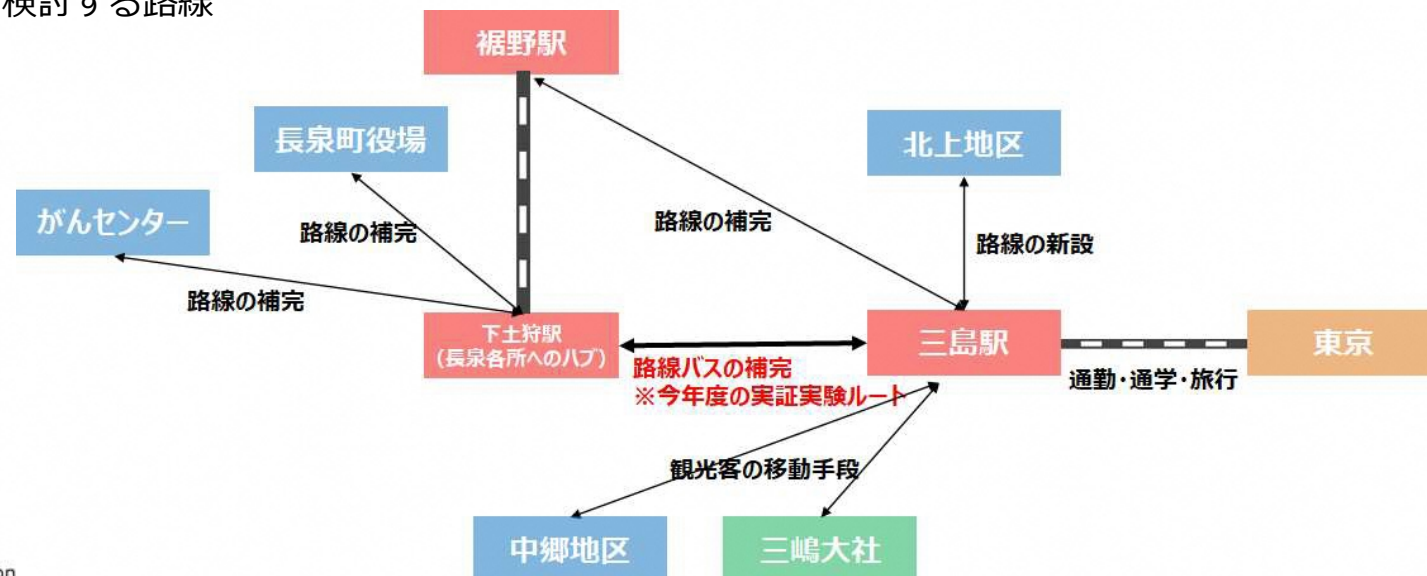 検討する路線
裾野駅
長泉町役場
北上地区
がんセンター
路線の補完
路線の補完
路線の新設
路線の補完
下土狩駅
（長泉各所へのハブ）
三島駅
東京
路線バスの補完
※今年度の実証実験ルート
通勤・通学・旅行
観光客の移動手段
中郷地区
三嶋大社